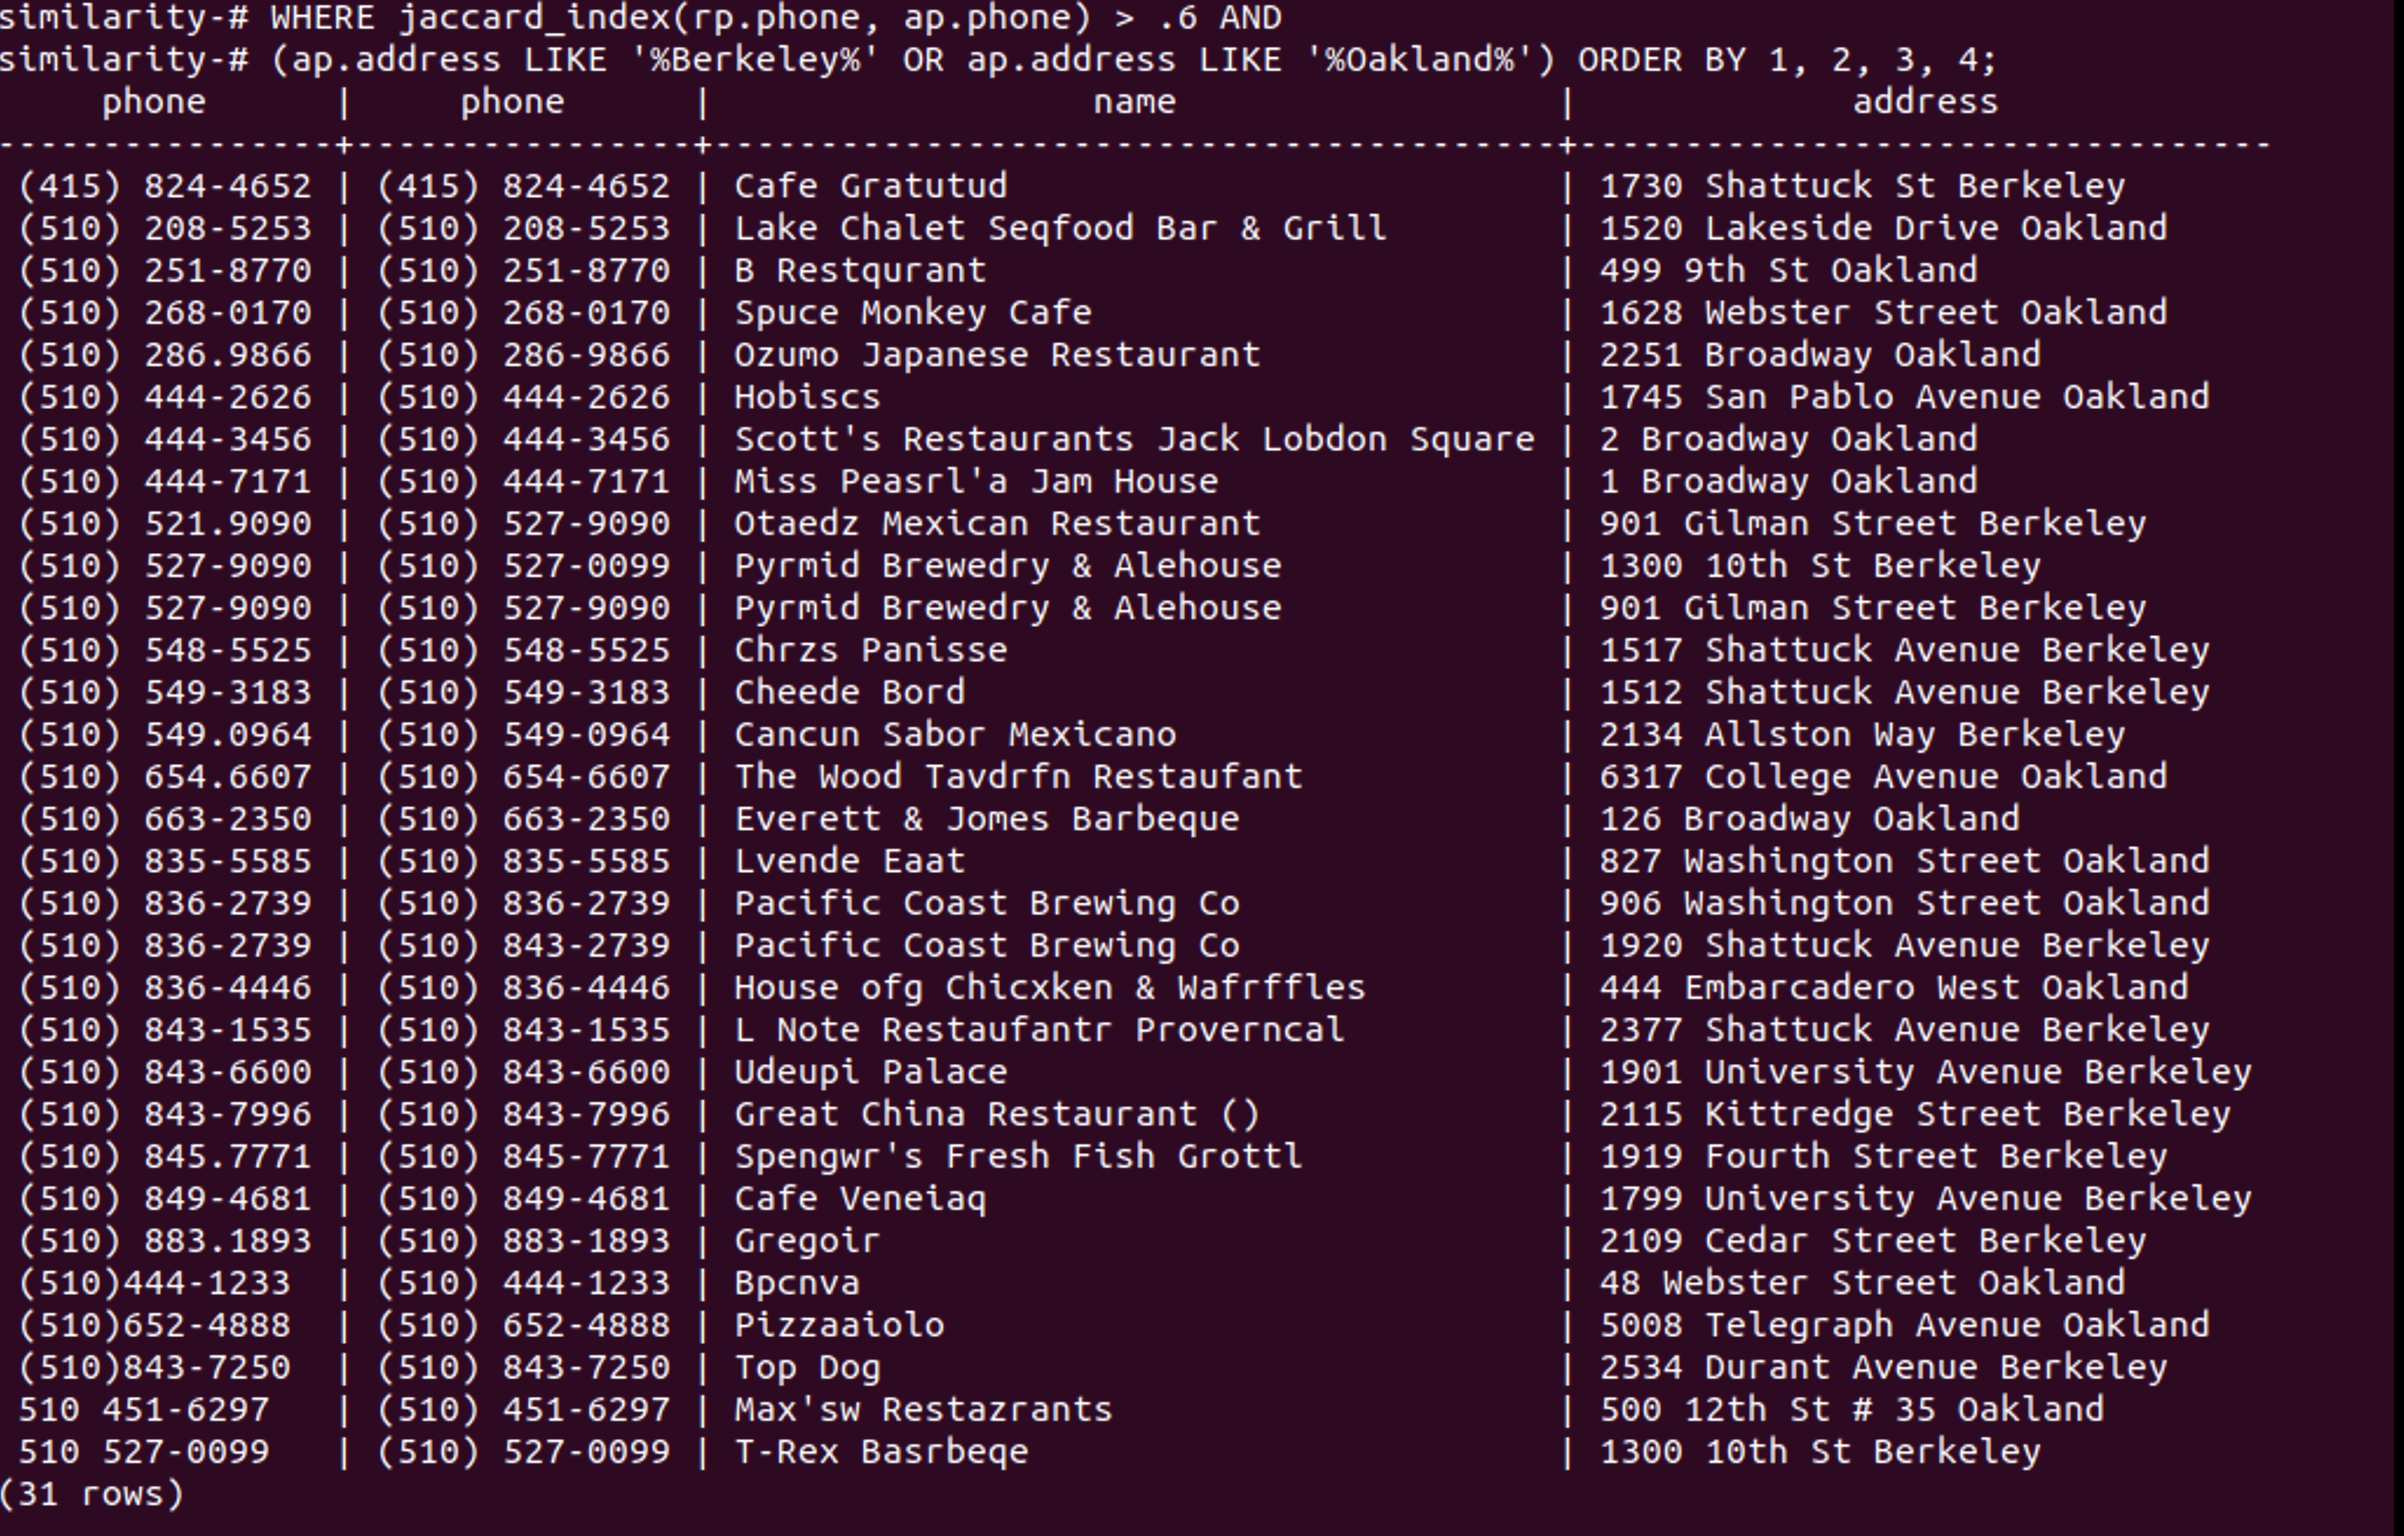 similarity-# WHERE jaccard_index(rp.phone, ap.phone) > .6 AND
similarity-# (ap.address LIKE '%Berkeley%' OR ap.address LIKE '%Oakland%') ORDER BY 1, 2, 3, 4;
     phone      |     phone      |                  name                  |             address
----------------+----------------+----------------------------------------+---------------------------------
 (415) 824-4652 | (415) 824-4652 | Cafe Gratutud                          | 1730 Shattuck St Berkeley
 (510) 208-5253 | (510) 208-5253 | Lake Chalet Seqfood Bar & Grill        | 1520 Lakeside Drive Oakland
 (510) 251-8770 | (510) 251-8770 | B Restqurant                           | 499 9th St Oakland
 (510) 268-0170 | (510) 268-0170 | Spuce Monkey Cafe                      | 1628 Webster Street Oakland
 (510) 286.9866 | (510) 286-9866 | Ozumo Japanese Restaurant              | 2251 Broadway Oakland
 (510) 444-2626 | (510) 444-2626 | Hobiscs                                | 1745 San Pablo Avenue Oakland
 (510) 444-3456 | (510) 444-3456 | Scott's Restaurants Jack Lobdon Square | 2 Broadway Oakland
 (510) 444-7171 | (510) 444-7171 | Miss Peasrl'a Jam House                | 1 Broadway Oakland
 (510) 521.9090 | (510) 527-9090 | Otaedz Mexican Restaurant              | 901 Gilman Street Berkeley
 (510) 527-9090 | (510) 527-0099 | Pyrmid Brewedry & Alehouse             | 1300 10th St Berkeley
 (510) 527-9090 | (510) 527-9090 | Pyrmid Brewedry & Alehouse             | 901 Gilman Street Berkeley
 (510) 548-5525 | (510) 548-5525 | Chrzs Panisse                          | 1517 Shattuck Avenue Berkeley
 (510) 549-3183 | (510) 549-3183 | Cheede Bord                            | 1512 Shattuck Avenue Berkeley
 (510) 549.0964 | (510) 549-0964 | Cancun Sabor Mexicano                  | 2134 Allston Way Berkeley
 (510) 654.6607 | (510) 654-6607 | The Wood Tavdrfn Restaufant            | 6317 College Avenue Oakland
 (510) 663-2350 | (510) 663-2350 | Everett & Jomes Barbeque               | 126 Broadway Oakland
 (510) 835-5585 | (510) 835-5585 | Lvende Eaat                            | 827 Washington Street Oakland
 (510) 836-2739 | (510) 836-2739 | Pacific Coast Brewing Co               | 906 Washington Street Oakland
 (510) 836-2739 | (510) 843-2739 | Pacific Coast Brewing Co               | 1920 Shattuck Avenue Berkeley
 (510) 836-4446 | (510) 836-4446 | House ofg Chicxken & Wafrffles         | 444 Embarcadero West Oakland
 (510) 843-1535 | (510) 843-1535 | L Note Restaufantr Proverncal          | 2377 Shattuck Avenue Berkeley
 (510) 843-6600 | (510) 843-6600 | Udeupi Palace                          | 1901 University Avenue Berkeley
 (510) 843-7996 | (510) 843-7996 | Great China Restaurant ()              | 2115 Kittredge Street Berkeley
 (510) 845.7771 | (510) 845-7771 | Spengwr's Fresh Fish Grottl            | 1919 Fourth Street Berkeley
 (510) 849-4681 | (510) 849-4681 | Cafe Veneiaq                           | 1799 University Avenue Berkeley
 (510) 883.1893 | (510) 883-1893 | Gregoir                                | 2109 Cedar Street Berkeley
 (510)444-1233  | (510) 444-1233 | Bpcnva                                 | 48 Webster Street Oakland
 (510)652-4888  | (510) 652-4888 | Pizzaaiolo                             | 5008 Telegraph Avenue Oakland
 (510)843-7250  | (510) 843-7250 | Top Dog                                | 2534 Durant Avenue Berkeley
 510 451-6297   | (510) 451-6297 | Max'sw Restazrants                     | 500 12th St # 35 Oakland
 510 527-0099   | (510) 527-0099 | T-Rex Basrbeqe                         | 1300 10th St Berkeley
(31 rows)